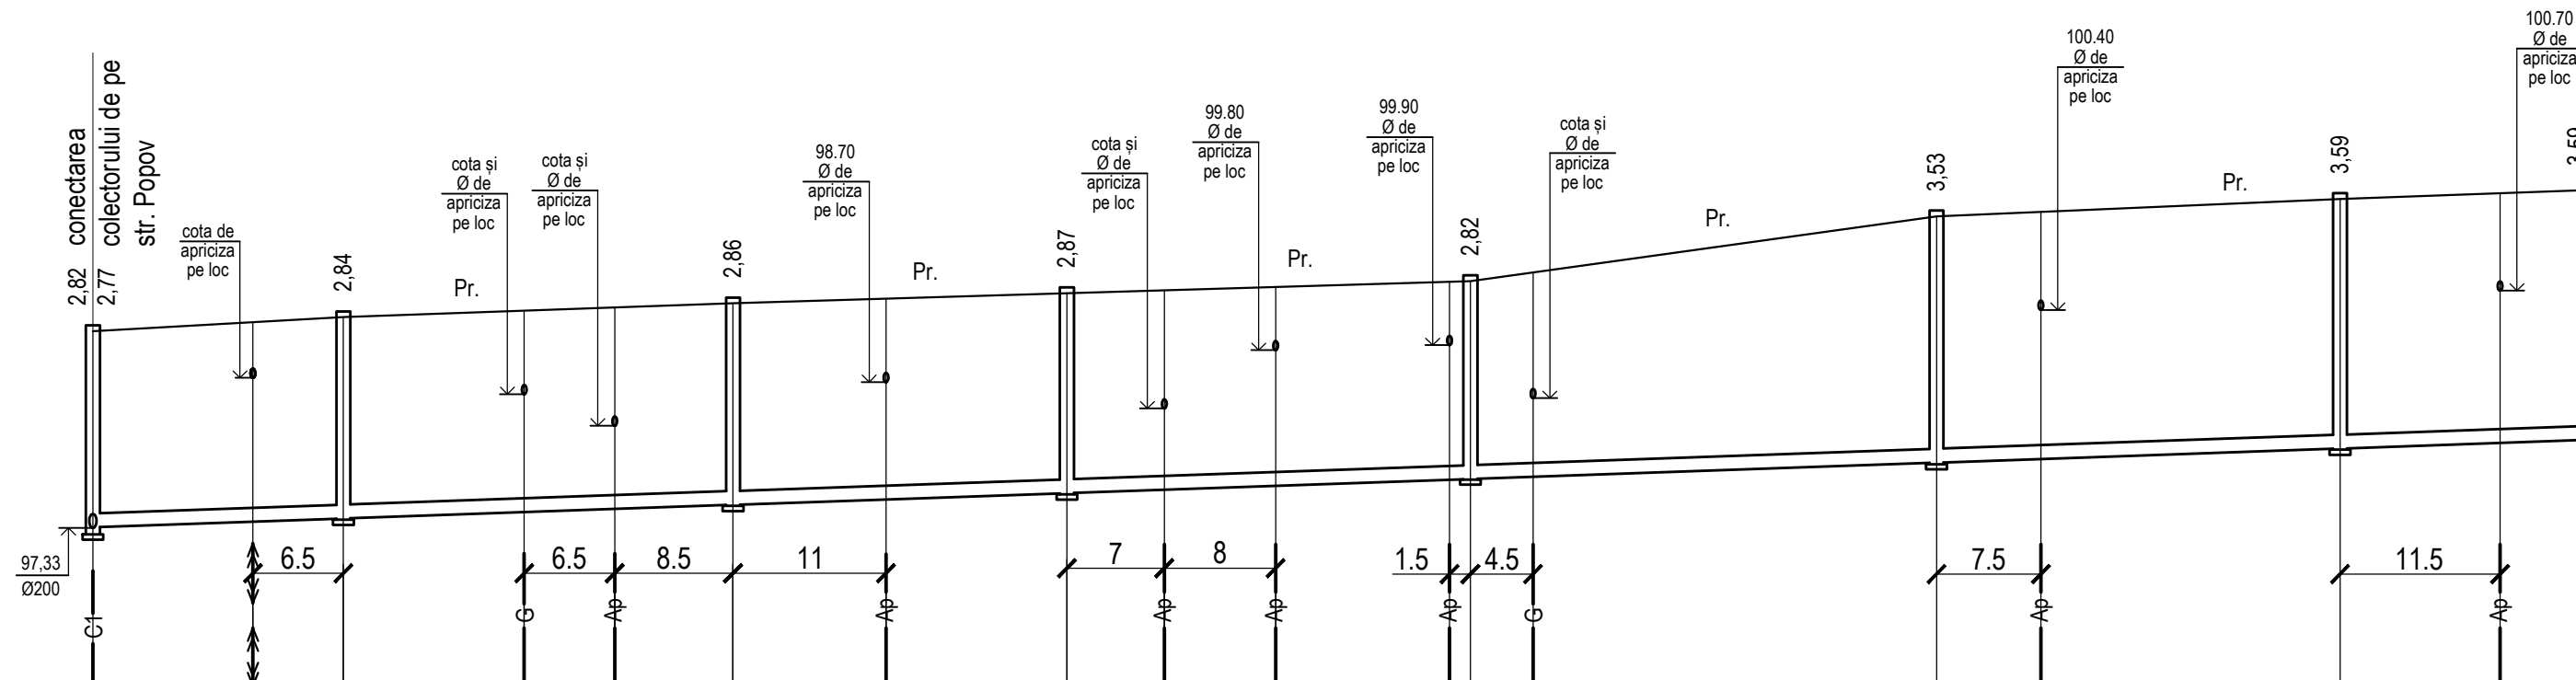 conectarea
colectorului de pe
str. Popov
2,82
2,77
cota de
apriciza
pe loc
2,84
Pr.
cota și
Ø de
apriciza
pe loc
cota și
Ø de
apriciza
pe loc
2,86
98.70
Ø de
apriciza
pe loc
Pr.
2,87
cota și
Ø de
apriciza
pe loc
99.80
Ø de
apriciza
pe loc
Pr.
99.90
Ø de
apriciza
pe loc
2,82
cota și
Ø de
apriciza
pe loc
Pr.
3,53
100.40
Ø de
apriciza
pe loc
Pr.
3,59
100.70
Ø de
apriciza
pe loc
3,59
97,33
Ø200
6.5
6.5
8.5
11
7
8
1.5
4.5
7.5
11.5
C1
G
Ap
Ap
Ap
Ap
Ap
G
Ap
Ap